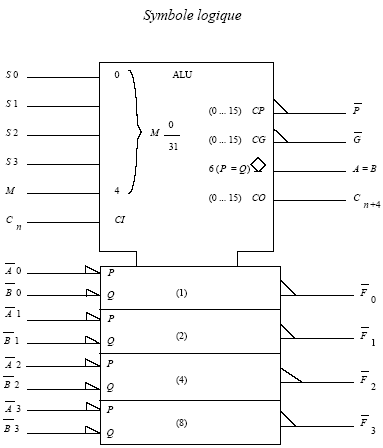 Symbole logique
S 0 0 ALU
S 1 (0 ... 15) CP P̅
S 2 M 0/31 (0 ... 15) CG G̅
S 3 6 (P = Q) A = B
M 4 (0 ... 15) CO C n+4
C n CI
A̅ 0 P
B̅ 0 Q (1) F̅ 0
A̅ 1 P
B̅ 1 Q (2) F̅ 1
A̅ 2 P
B̅ 2 Q (4) F̅ 2
A̅ 3 P
B̅ 3 Q (8) F̅ 3